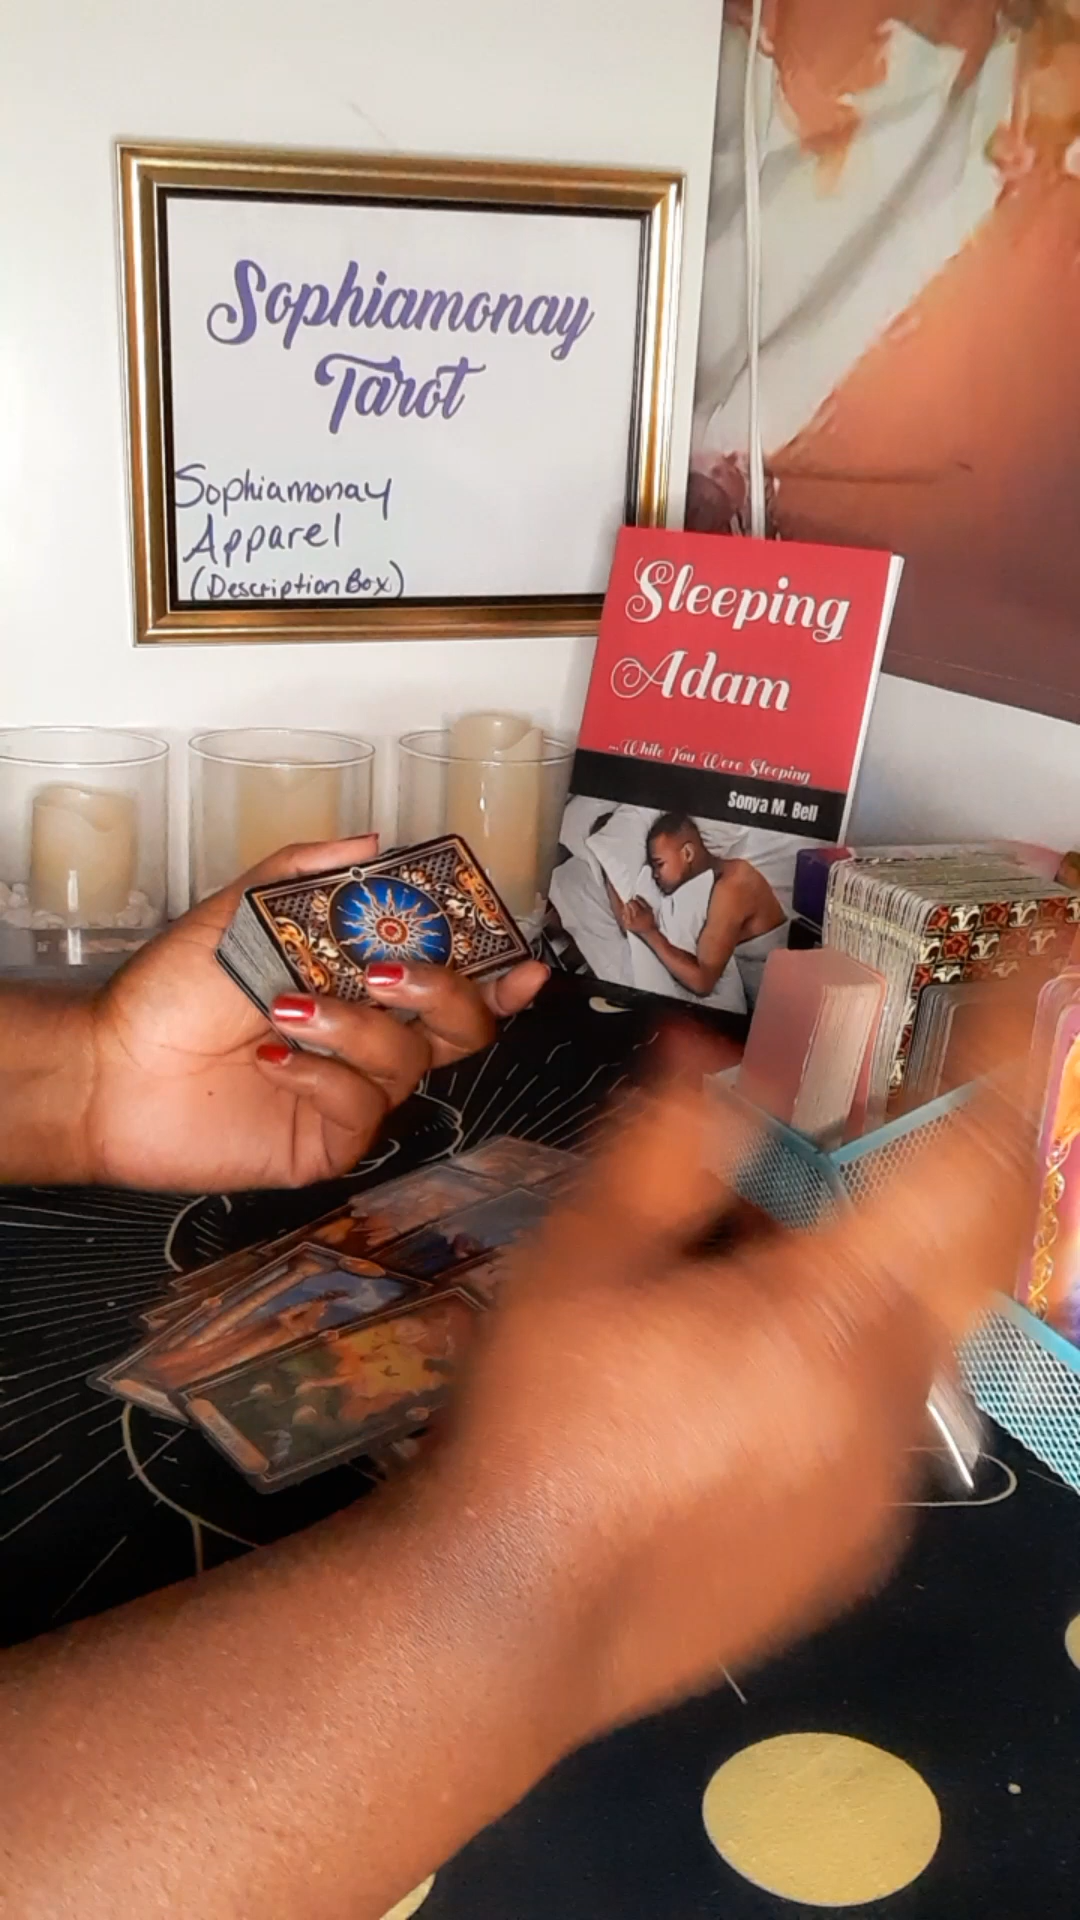 Sophiamonay
Tarot
Sophiamonay
Apparel
(Description Box)
Sleeping
Adam
...While You Were Sleeping
Sonya M. Bell